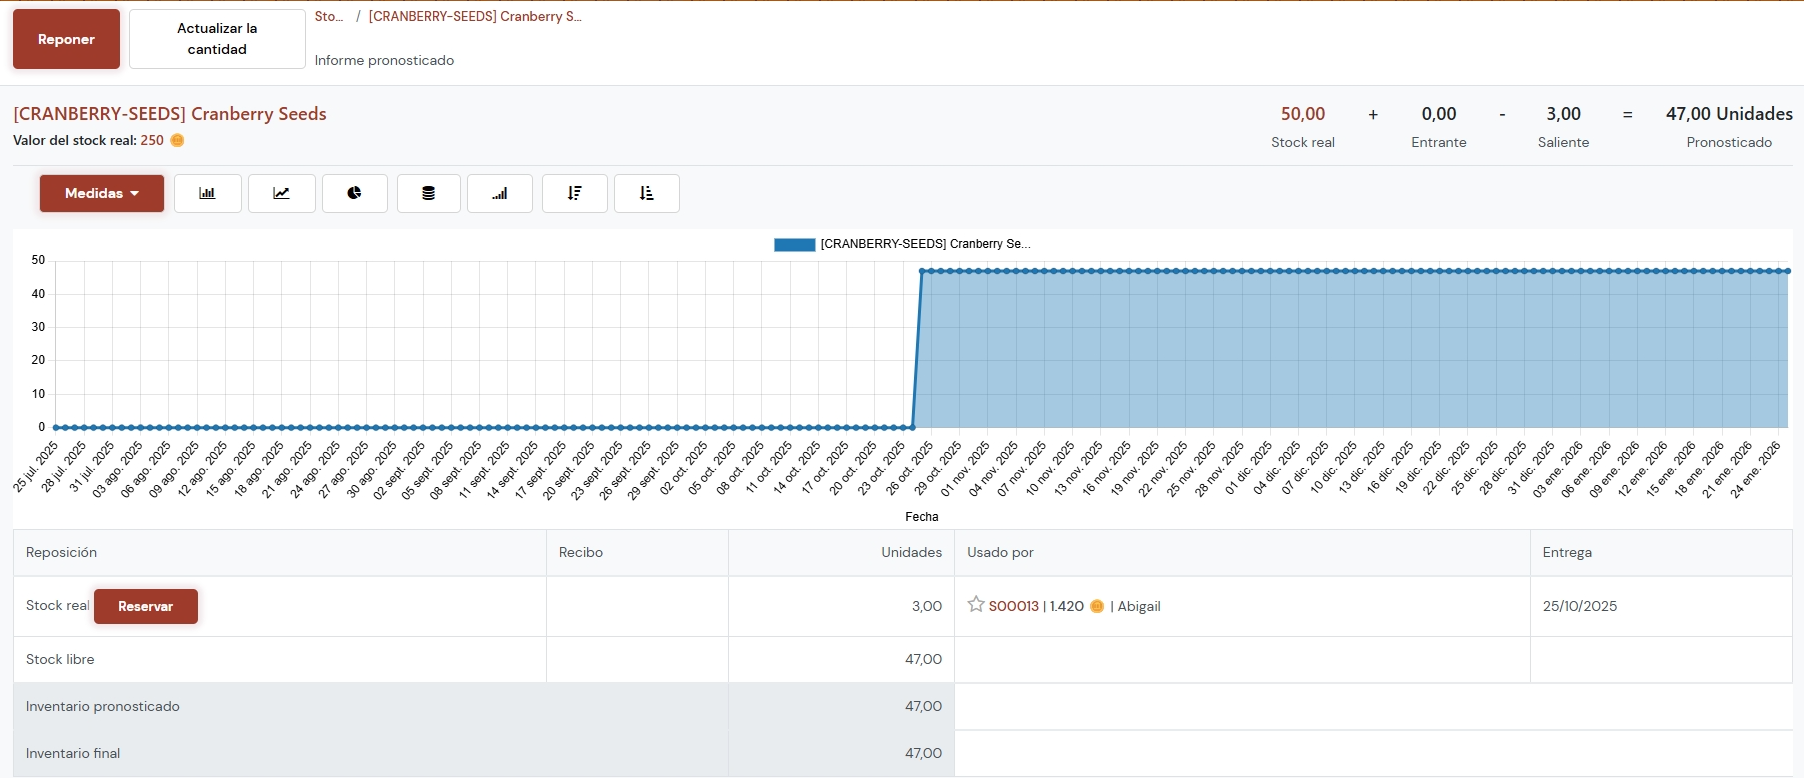 Reponer
Actualizar la
cantidad
Sto... / [CRANBERRY-SEEDS] Cranberry S...
Informe pronosticado
[CRANBERRY-SEEDS] Cranberry Seeds
Valor del stock real: 250
50,00 + 0,00 - 3,00 = 47,00 Unidades
Stock real Entrante Saliente Pronosticado
Medidas
[CRANBERRY-SEEDS] Cranberry Se...
50
40
30
20
10
0
25 jul. 2025
28 jul. 2025
31 jul. 2025
03 ago. 2025
06 ago. 2025
09 ago. 2025
12 ago. 2025
15 ago. 2025
18 ago. 2025
21 ago. 2025
24 ago. 2025
27 ago. 2025
30 ago. 2025
02 sept. 2025
05 sept. 2025
08 sept. 2025
11 sept. 2025
14 sept. 2025
17 sept. 2025
20 sept. 2025
23 sept. 2025
26 sept. 2025
29 sept. 2025
02 oct. 2025
05 oct. 2025
08 oct. 2025
11 oct. 2025
14 oct. 2025
17 oct. 2025
20 oct. 2025
23 oct. 2025
26 oct. 2025
29 oct. 2025
01 nov. 2025
04 nov. 2025
07 nov. 2025
10 nov. 2025
13 nov. 2025
16 nov. 2025
19 nov. 2025
22 nov. 2025
25 nov. 2025
28 nov. 2025
01 dic. 2025
04 dic. 2025
07 dic. 2025
10 dic. 2025
13 dic. 2025
16 dic. 2025
19 dic. 2025
22 dic. 2025
25 dic. 2025
28 dic. 2025
31 dic. 2025
03 ene. 2026
06 ene. 2026
09 ene. 2026
12 ene. 2026
15 ene. 2026
18 ene. 2026
21 ene. 2026
24 ene. 2026
Fecha
Reposición Recibo Unidades Usado por Entrega
Stock real Reservar 3,00 S00013 | 1.420 | Abigail 25/10/2025
Stock libre 47,00
Inventario pronosticado 47,00
Inventario final 47,00